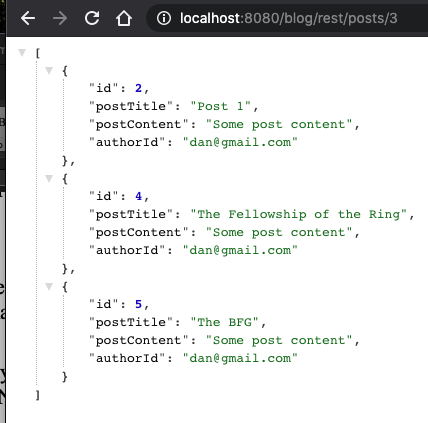 localhost:8080/blog/rest/posts/3
[
{
"id": 2,
"postTitle": "Post 1",
"postContent": "Some post content",
"authorId": "dan@gmail.com"
},
{
"id": 4,
"postTitle": "The Fellowship of the Ring",
"postContent": "Some post content",
"authorId": "dan@gmail.com"
},
{
"id": 5,
"postTitle": "The BFG",
"postContent": "Some post content",
"authorId": "dan@gmail.com"
}
]